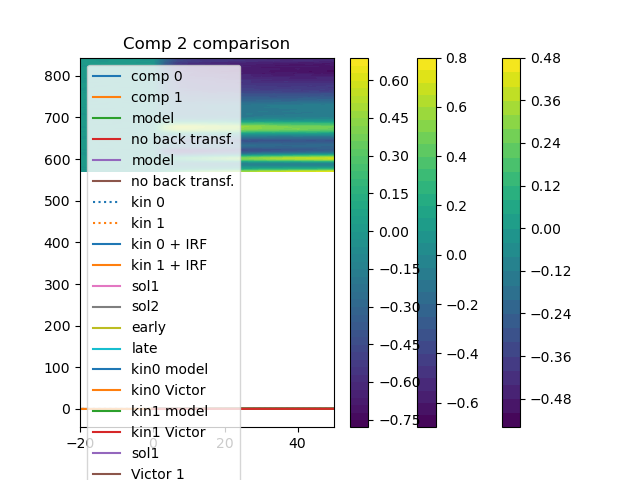 Comp 2 comparison
800
700
600
500
400
300
200
100
0
−20
0
20
40
comp 0
comp 1
model
no back transf.
model
no back transf.
kin 0
kin 1
kin 0 + IRF
kin 1 + IRF
sol1
sol2
early
late
kin0 model
kin0 Victor
kin1 model
kin1 Victor
sol1
Victor 1
0.60
0.45
0.30
0.15
0.00
−0.15
−0.30
−0.45
−0.60
−0.75
0.8
0.6
0.4
0.2
0.0
−0.2
−0.4
−0.6
0.48
0.36
0.24
0.12
0.00
−0.12
−0.24
−0.36
−0.48